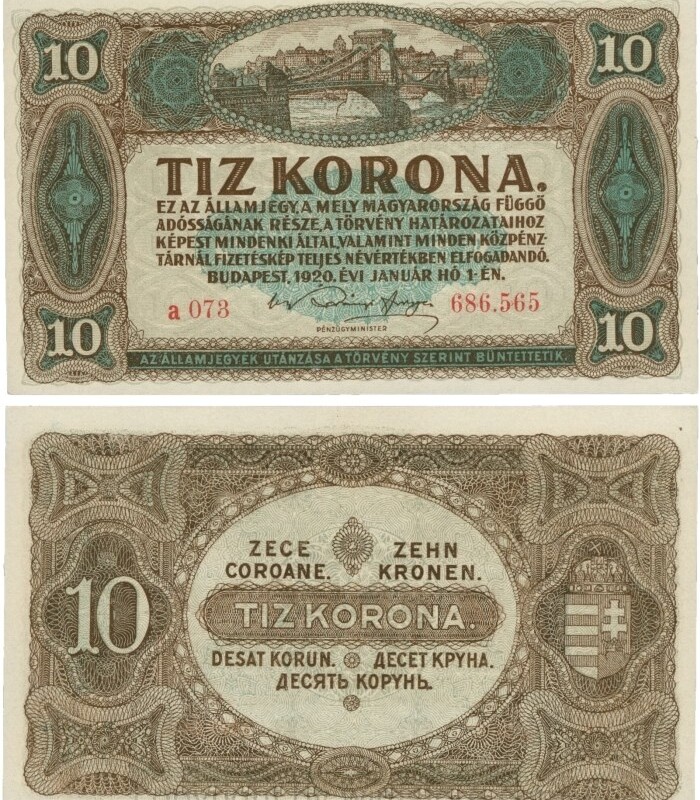 10 10
TIZ KORONA.
EZ AZ ÁLLAMJEGY, A MELY MAGYARORSZÁG FÜGGŐ
ADÓSSÁGÁNAK RÉSZE, A TÖRVÉNY HATÁROZATAIHOZ
KÉPEST MINDENKI ÁLTAL, VALAMINT MINDEN KÖZPÉNZ-
TÁRNÁL FIZETÉSKÉP TELJES NÉVÉRTÉKBEN ELFOGADANDÓ.
BUDAPEST, 1920. ÉVI JANUÁR HÓ 1-ÉN.
a 073 686.565
PÉNZÜGYMINISTER
10 10
AZ ÁLLAMJEGYEK UTÁNZÁSA A TÖRVÉNY SZERINT BÜNTETTETIK.
ZECE ZEHN
COROANE. KRONEN.
10 TIZ KORONA.
DESAT KORUN. ДЕСЕТ КРУНА.
ДЕСЯТЬ КОРУНЬ.